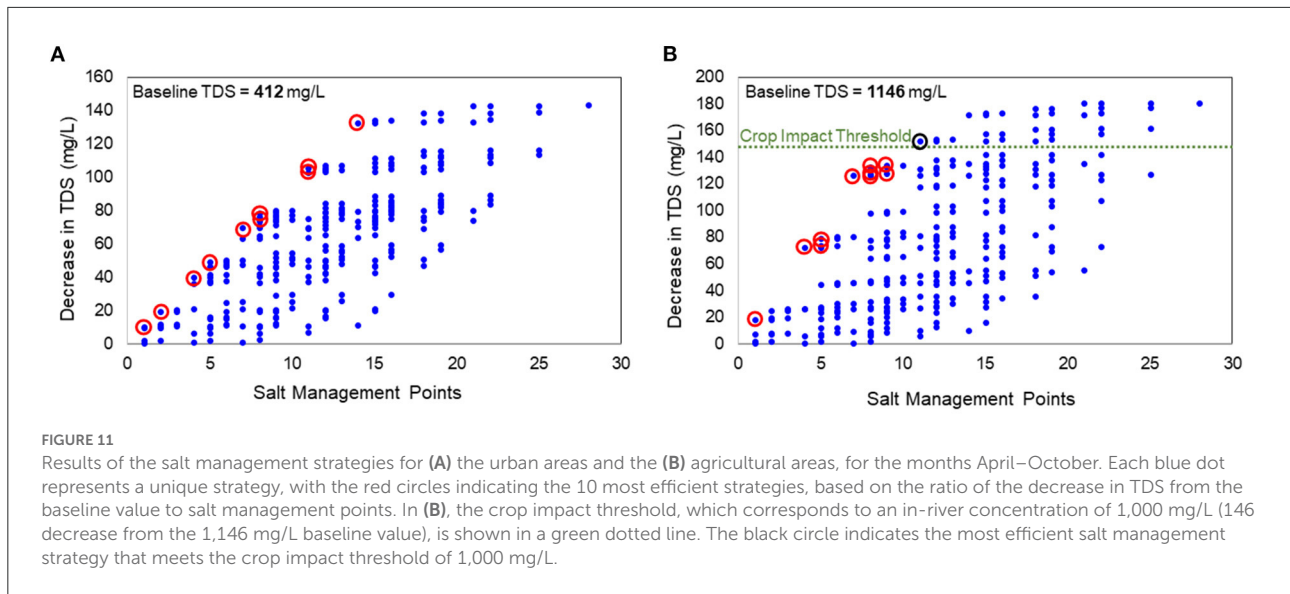 A
B
160
140
120
100
80
60
40
20
0
Decrease in TDS (mg/L)
Baseline TDS = 412 mg/L
0 5 10 15 20 25 30
Salt Management Points
200
180
160
140
120
100
80
60
40
20
0
Decrease in TDS (mg/L)
Baseline TDS = 1146 mg/L
Crop Impact Threshold
0 5 10 15 20 25 30
Salt Management Points
FIGURE 11
Results of the salt management strategies for (A) the urban areas and the (B) agricultural areas, for the months April–October. Each blue dot
represents a unique strategy, with the red circles indicating the 10 most efficient strategies, based on the ratio of the decrease in TDS from the
baseline value to salt management points. In (B), the crop impact threshold, which corresponds to an in-river concentration of 1,000 mg/L (146
decrease from the 1,146 mg/L baseline value), is shown in a green dotted line. The black circle indicates the most efficient salt management
strategy that meets the crop impact threshold of 1,000 mg/L.